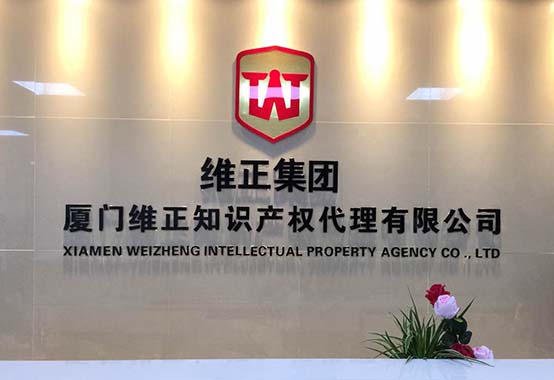 维正集团
厦门维正知识产权代理有限公司
XIAMEN WEIZHENG INTELLECTUAL PROPERTY AGENCY CO ., LTD